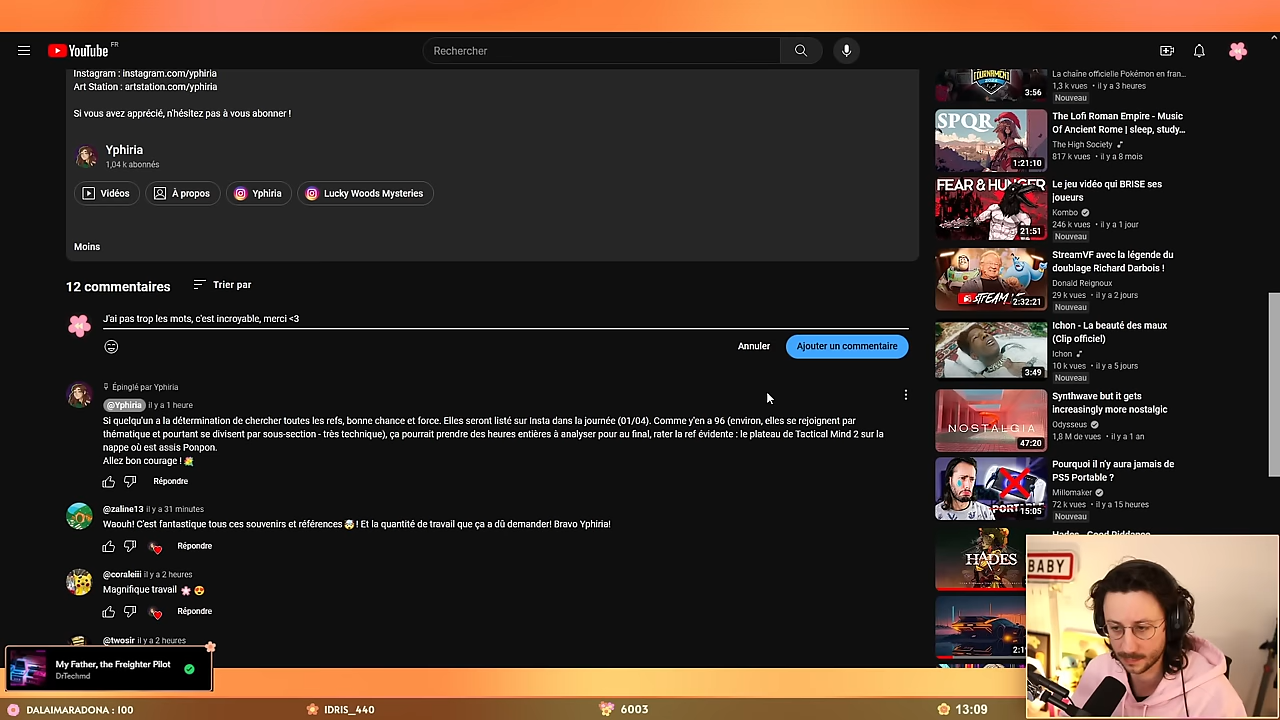 YouTube FR
Rechercher
Instagram : instagram.com/yphiria
Art Station : artstation.com/yphiria
Si vous avez apprécié, n'hésitez pas à vous abonner !
Yphiria
1,04 k abonnés
Vidéos
À propos
Yphiria
Lucky Woods Mysteries
Moins
12 commentaires
Trier par
J'ai pas trop les mots, c'est incroyable, merci <3
Annuler
Ajouter un commentaire
Épinglé par Yphiria
@Yphiria il y a 1 heure
Si quelqu'un a la détermination de chercher toutes les refs, bonne chance et force. Elles seront listé sur Insta dans la journée (01/04). Comme y'en a 96 (environ, elles se rejoignent par
thématique et pourtant se divisent par sous-section - très technique), ça pourrait prendre des heures entières à analyser pour au final, rater la ref évidente : le plateau de Tactical Mind 2 sur la
nappe où est assis Ponpon.
Allez bon courage ! 💐
Répondre
@zaline13 il y a 31 minutes
Waouh! C'est fantastique tous ces souvenirs et références 🤯 ! Et la quantité de travail que ça a dû demander! Bravo Yphiria!
Répondre
@coraleiii il y a 2 heures
Magnifique travail 🌸 😍
Répondre
@twosir il y a 2 heures
TOURNAMENT
3:56
La chaîne officielle Pokémon en fran...
1,3 k vues • il y a 3 heures
Nouveau
SPQR
1:21:10
The Lofi Roman Empire - Music
Of Ancient Rome | sleep, study...
The High Society
817 k vues • il y a 8 mois
FEAR & HUNGER
21:51
Le jeu vidéo qui BRISE ses
joueurs
Kombo
246 k vues • il y a 1 jour
Nouveau
STREAM VF
2:32:21
StreamVF avec la légende du
doublage Richard Darbois !
Donald Reignoux
29 k vues • il y a 2 jours
Nouveau
3:49
Ichon - La beauté des maux
(Clip officiel)
Ichon
10 k vues • il y a 5 jours
Nouveau
NOSTALGIA
47:20
Synthwave but it gets
increasingly more nostalgic
Odysseus
1,8 M de vues • il y a 1 an
PORTABLE
15:05
Pourquoi il n'y aura jamais de
PS5 Portable ?
Millomaker
72 k vues • il y a 15 heures
Nouveau
HADES
Hades - Good Riddance
BABY
My Father, the Freighter Pilot
DrTechmd
DALAIMARADONA : 100
IDRIS_440
6003
13:09